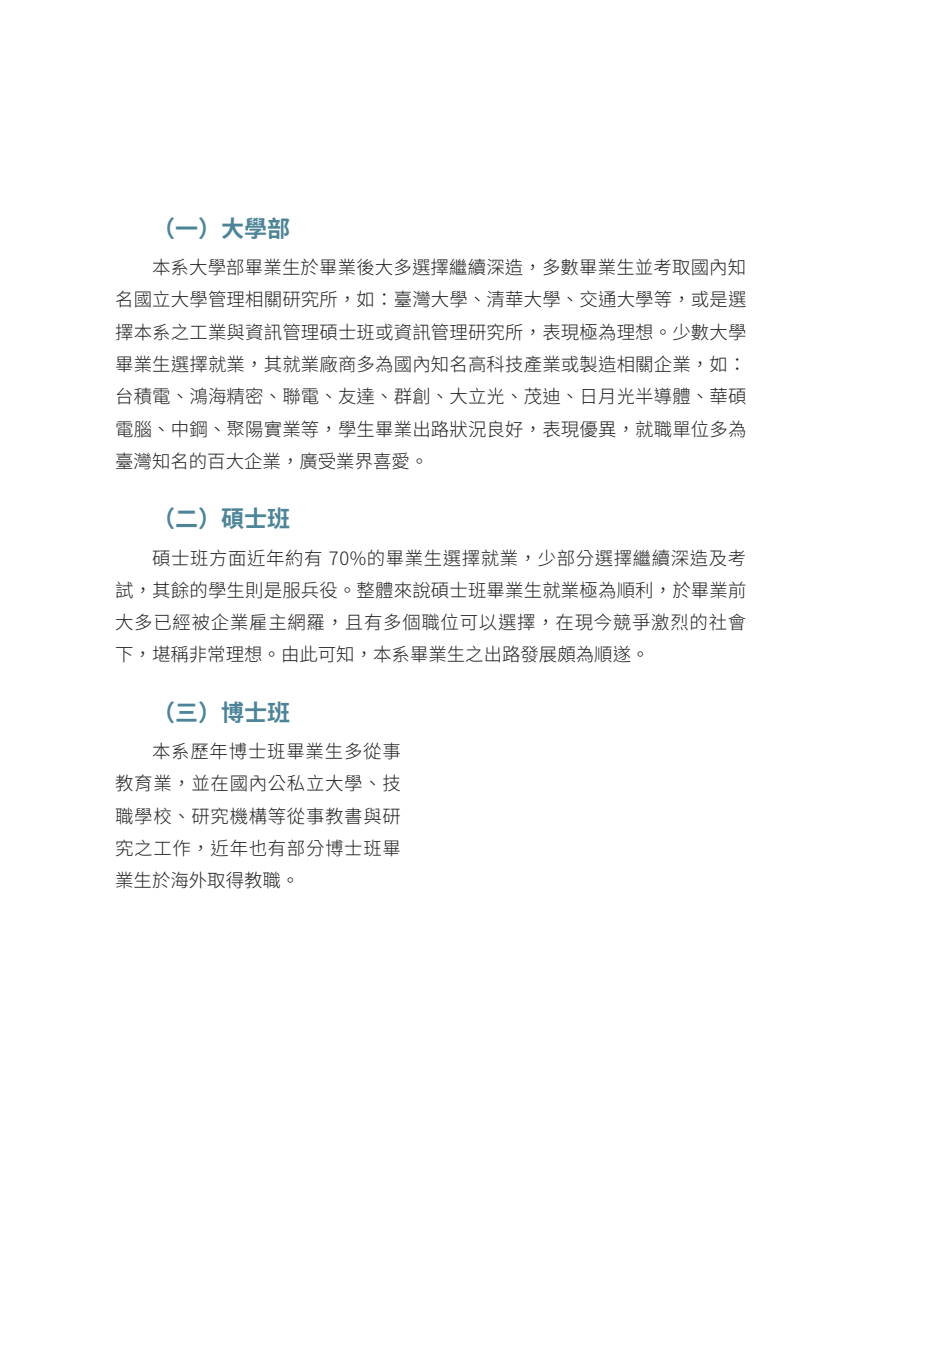 （一）大學部
本系大學部畢業生於畢業後大多選擇繼續深造，多數畢業生並考取國內知
名國立大學管理相關研究所，如：臺灣大學、清華大學、交通大學等，或是選
擇本系之工業與資訊管理碩士班或資訊管理研究所，表現極為理想。少數大學
畢業生選擇就業，其就業廠商多為國內知名高科技產業或製造相關企業，如：
台積電、鴻海精密、聯電、友達、群創、大立光、茂迪、日月光半導體、華碩
電腦、中鋼、聚陽實業等，學生畢業出路狀況良好，表現優異，就職單位多為
臺灣知名的百大企業，廣受業界喜愛。
（二）碩士班
碩士班方面近年約有 70%的畢業生選擇就業，少部分選擇繼續深造及考
試，其餘的學生則是服兵役。整體來說碩士班畢業生就業極為順利，於畢業前
大多已經被企業雇主網羅，且有多個職位可以選擇，在現今競爭激烈的社會
下，堪稱非常理想。由此可知，本系畢業生之出路發展頗為順遂。
（三）博士班
本系歷年博士班畢業生多從事
教育業，並在國內公私立大學、技
職學校、研究機構等從事教書與研
究之工作，近年也有部分博士班畢
業生於海外取得教職。